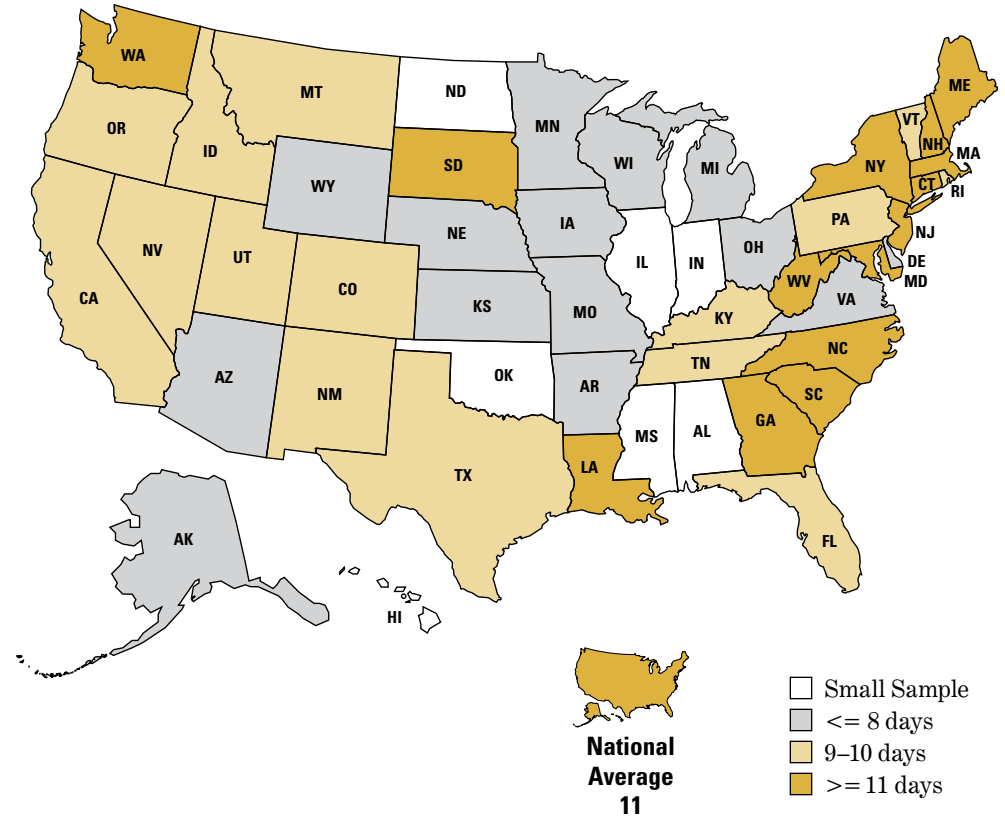 WA
ME
MT
ND
VT
MN
OR
NH
MA
ID
WI
SD
NY
MI
WY
CT
RI
PA
IA
NE
NJ
OH
NV
UT
IL
IN
DE
CO
WV
MD
CA
VA
KS
MO
KY
NC
TN
AZ
OK
AR
NM
SC
GA
MS
AL
LA
TX
FL
AK
HI
Small Sample
<= 8 days
National
9–10 days
Average
>= 11 days
11